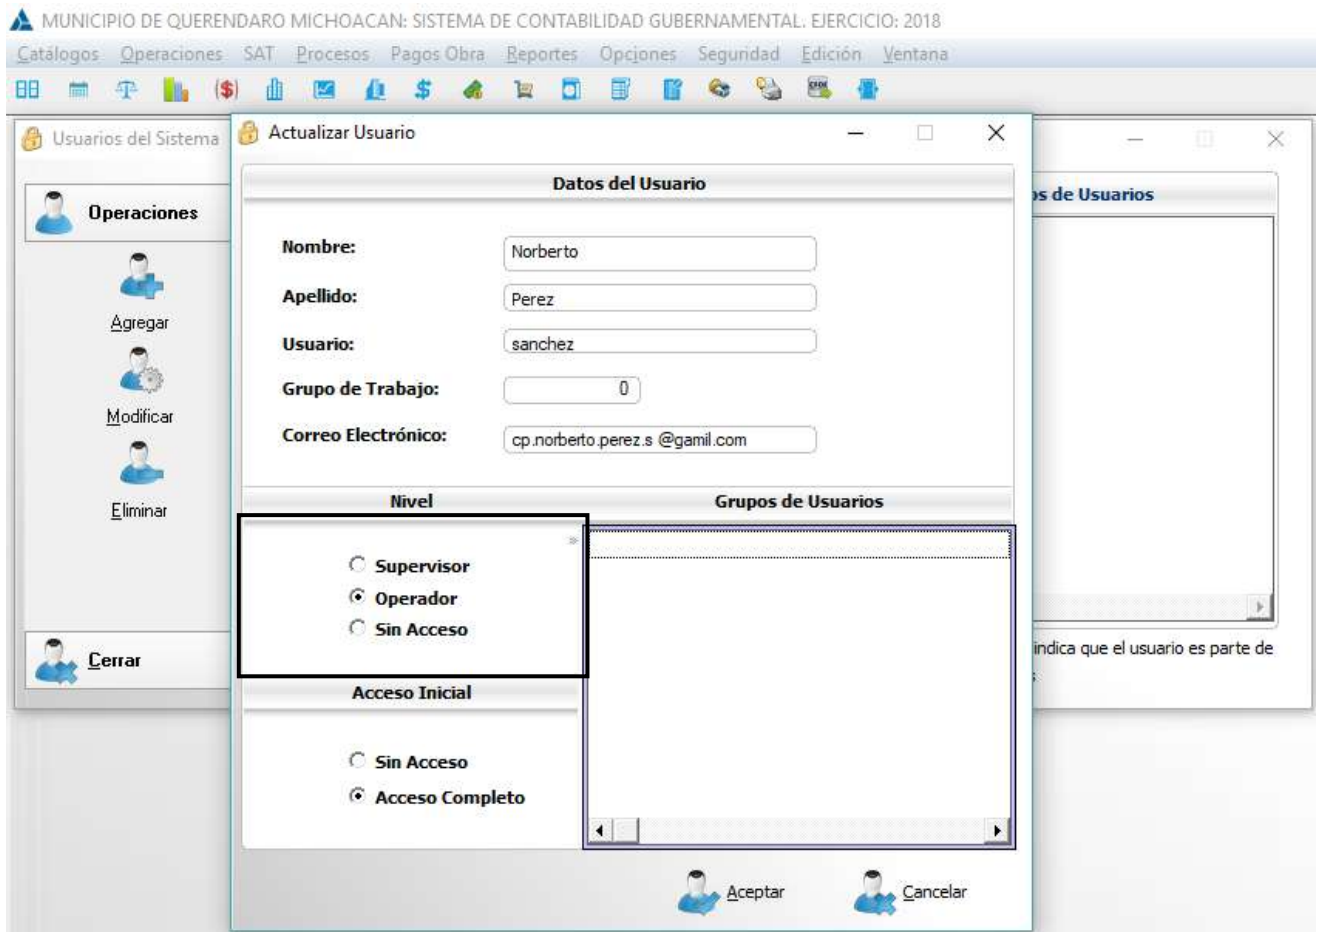 MUNICIPIO DE QUERENDARO MICHOACAN: SISTEMA DE CONTABILIDAD GUBERNAMENTAL. EJERCICIO: 2018
Catálogos Operaciones SAT Procesos Pagos Obra Reportes Opciones Seguridad Edición Ventana
Usuarios del Sistema
Actualizar Usuario
Datos del Usuario
os de Usuarios
Operaciones
Nombre: Norberto
Apellido: Perez
Agregar
Usuario: sanchez
Grupo de Trabajo: 0
Modificar
Correo Electrónico: cp.norberto.perez.s @gamil.com
Nivel
Grupos de Usuarios
Eliminar
Supervisor
Operador
Sin Acceso
indica que el usuario es parte de
Cerrar
Acceso Inicial
Sin Acceso
Acceso Completo
Aceptar Cancelar